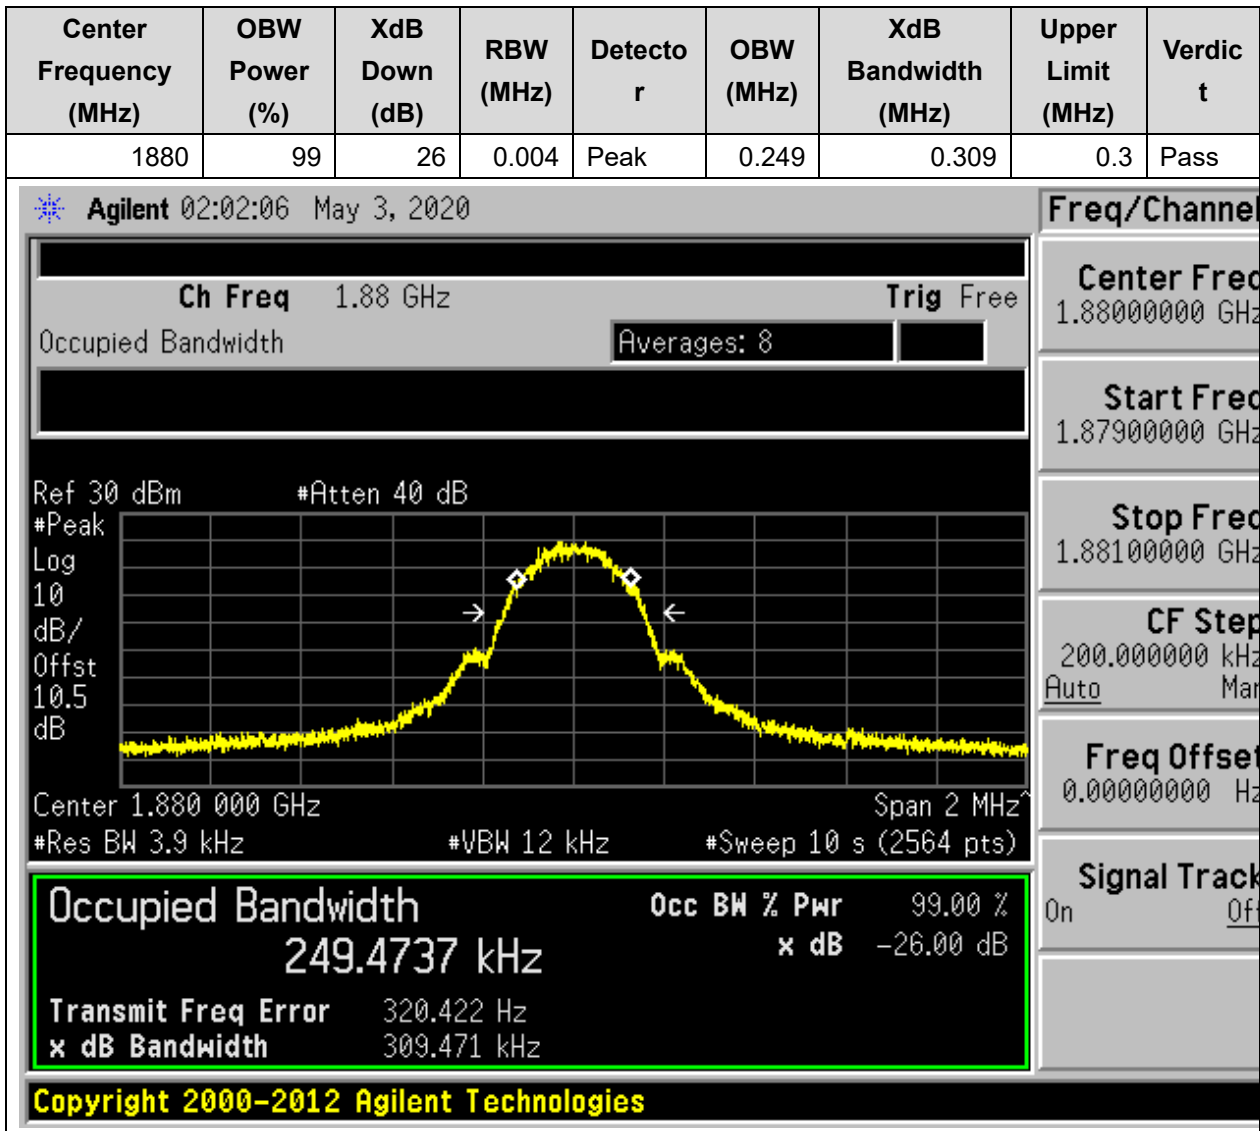 Center Frequency (MHz) OBW Power (%) XdB Down (dB) RBW (MHz) Detecto r OBW (MHz) XdB Bandwidth (MHz) Upper Limit (MHz) Verdic t
1880 99 26 0.004 Peak 0.249 0.309 0.3 Pass
Agilent 02:02:06 May 3, 2020
Freq/Channel
Ch Freq 1.88 GHz Trig Free
Occupied Bandwidth Averages: 8
Center Freq
1.88000000 GHz
Start Freq
1.87900000 GHz
Stop Freq
1.88100000 GHz
CF Step
200.000000 kHz
Auto Man
Freq Offset
0.00000000 Hz
Signal Track
On Off
Ref 30 dBm #Atten 40 dB
#Peak
Log
10
dB/
Offst
10.5
dB
Center 1.880 000 GHz Span 2 MHz^
#Res BW 3.9 kHz #VBW 12 kHz #Sweep 10 s (2564 pts)
Occupied Bandwidth Occ BW % Pwr 99.00 %
249.4737 kHz x dB -26.00 dB
Transmit Freq Error 320.422 Hz
x dB Bandwidth 309.471 kHz
Copyright 2000-2012 Agilent Technologies